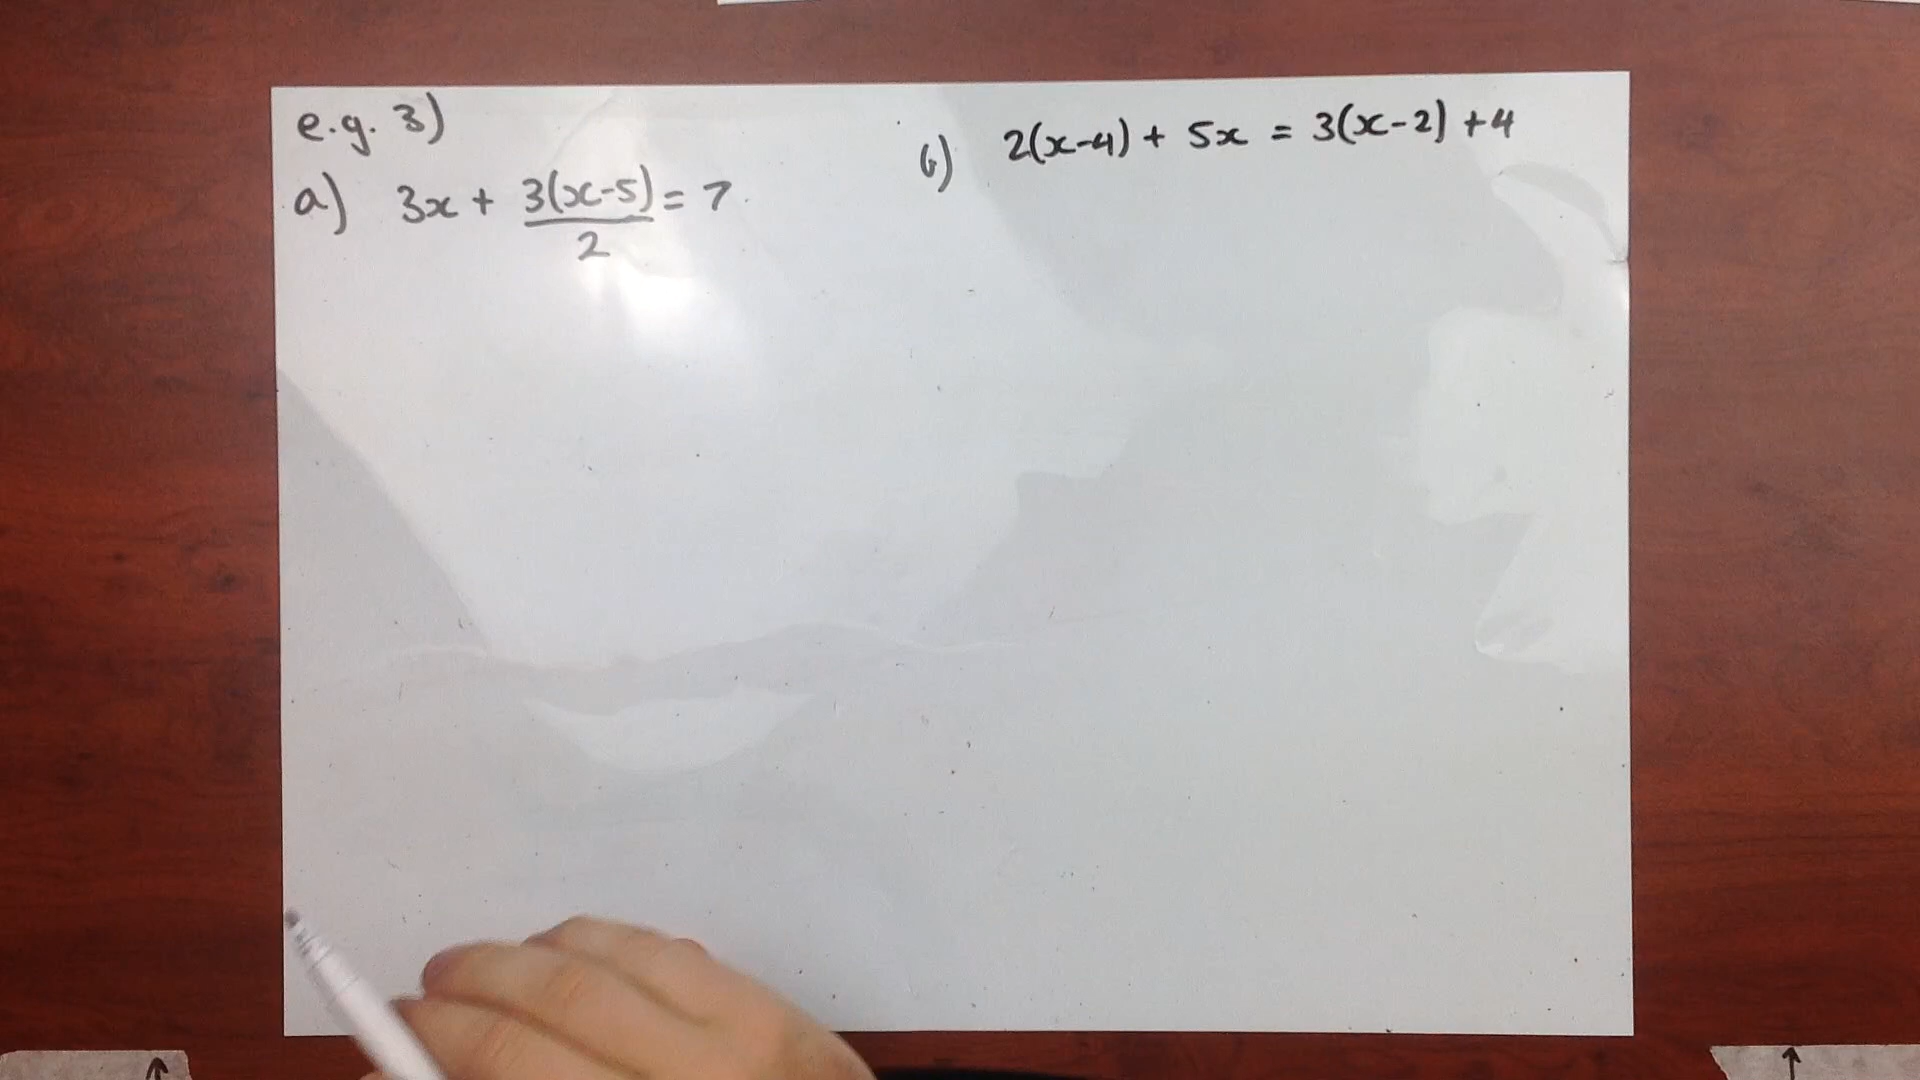 e.g. 3)
a) 3x + 3(x-5)/2 = 7
b) 2(x-4) + 5x = 3(x-2) + 4